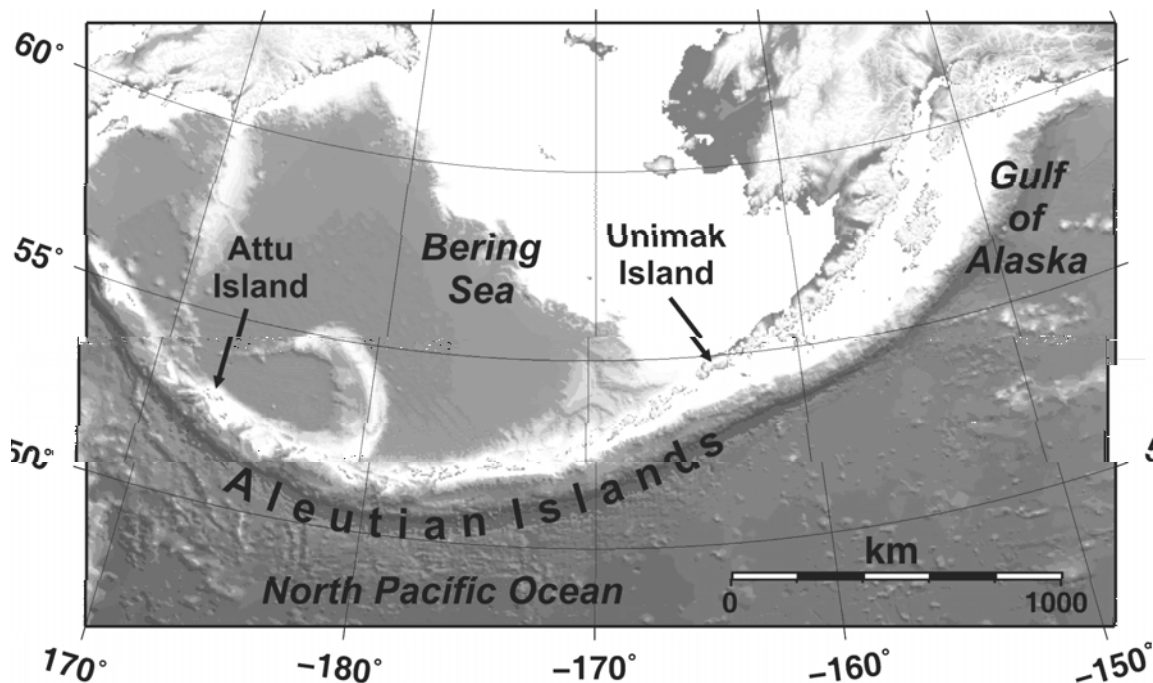 60°
55°
Attu
Island
Bering
Sea
Unimak
Island
Gulf
of
Alaska
Aleutian Islands
North Pacific Ocean
km
0
1000
170°
-180°
-170°
-160°
-150°